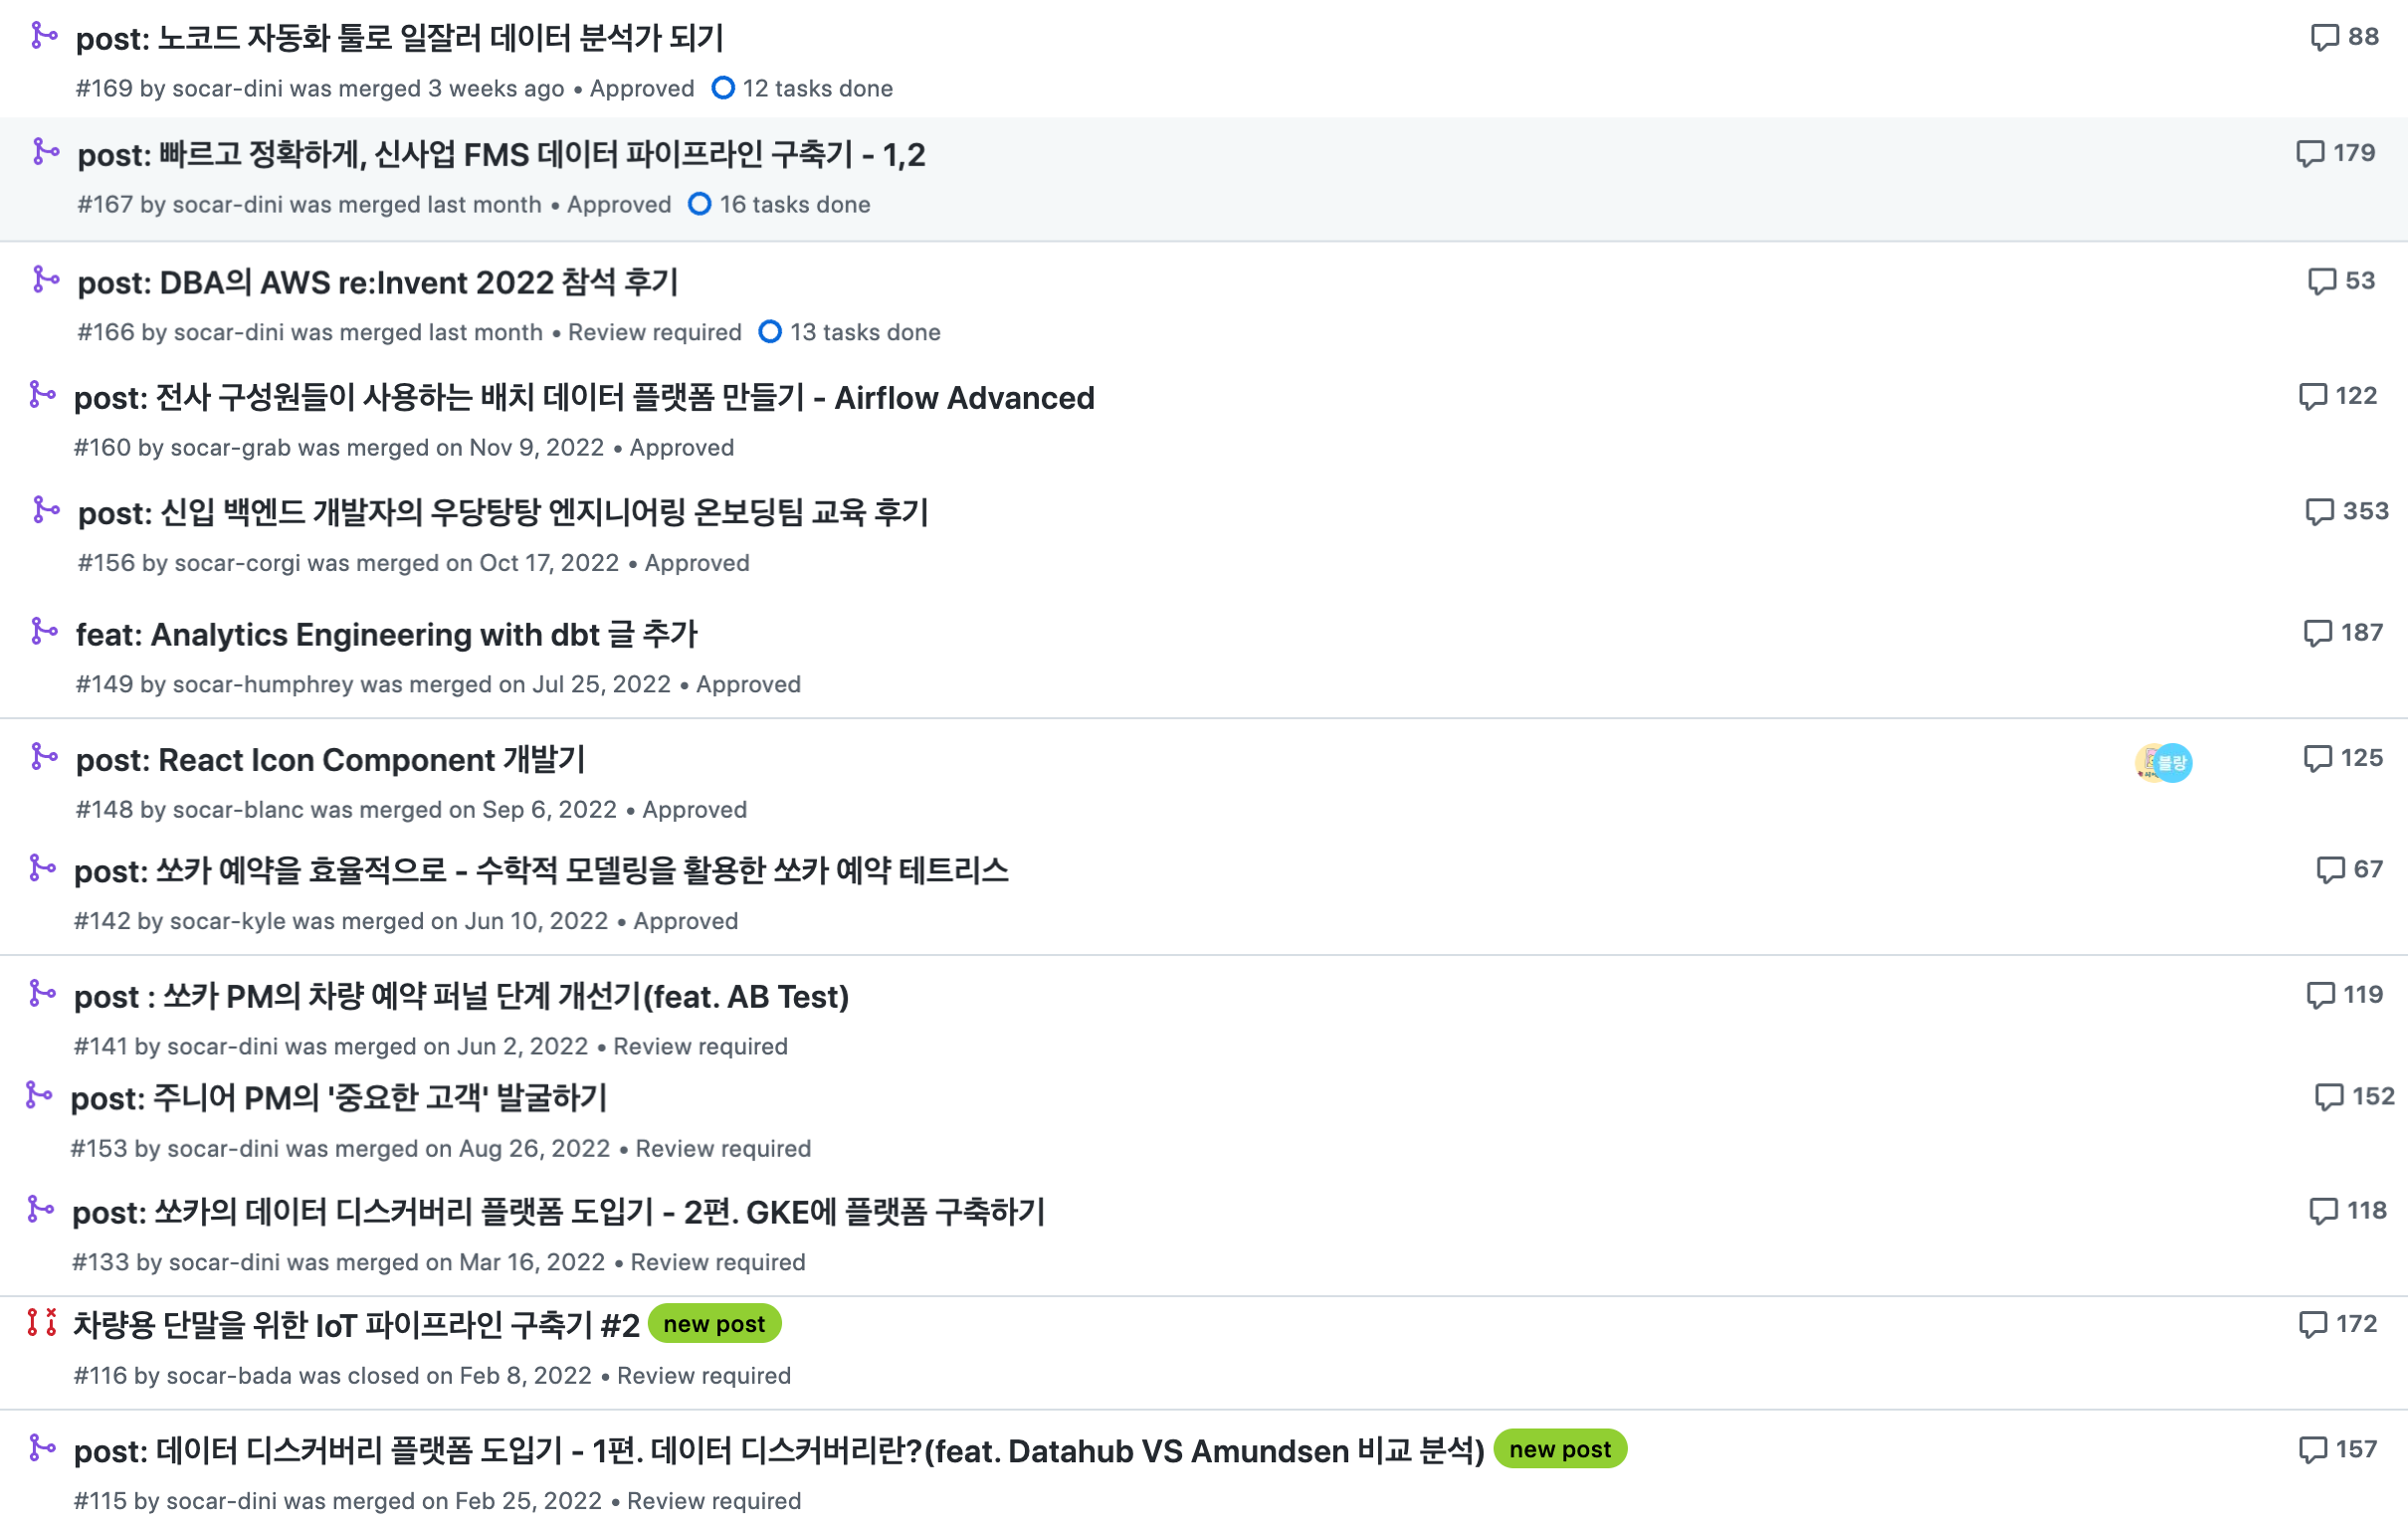 post: 노코드 자동화 툴로 일잘러 데이터 분석가 되기 88
#169 by socar-dini was merged 3 weeks ago • Approved 12 tasks done
post: 빠르고 정확하게, 신사업 FMS 데이터 파이프라인 구축기 - 1,2 179
#167 by socar-dini was merged last month • Approved 16 tasks done
post: DBA의 AWS re:Invent 2022 참석 후기 53
#166 by socar-dini was merged last month • Review required 13 tasks done
post: 전사 구성원들이 사용하는 배치 데이터 플랫폼 만들기 - Airflow Advanced 122
#160 by socar-grab was merged on Nov 9, 2022 • Approved
post: 신입 백엔드 개발자의 우당탕탕 엔지니어링 온보딩팀 교육 후기 353
#156 by socar-corgi was merged on Oct 17, 2022 • Approved
feat: Analytics Engineering with dbt 글 추가 187
#149 by socar-humphrey was merged on Jul 25, 2022 • Approved
post: React Icon Component 개발기 블랑 125
#148 by socar-blanc was merged on Sep 6, 2022 • Approved
post: 쏘카 예약을 효율적으로 - 수학적 모델링을 활용한 쏘카 예약 테트리스 67
#142 by socar-kyle was merged on Jun 10, 2022 • Approved
post : 쏘카 PM의 차량 예약 퍼널 단계 개선기(feat. AB Test) 119
#141 by socar-dini was merged on Jun 2, 2022 • Review required
post: 주니어 PM의 '중요한 고객' 발굴하기 152
#153 by socar-dini was merged on Aug 26, 2022 • Review required
post: 쏘카의 데이터 디스커버리 플랫폼 도입기 - 2편. GKE에 플랫폼 구축하기 118
#133 by socar-dini was merged on Mar 16, 2022 • Review required
차량용 단말을 위한 IoT 파이프라인 구축기 #2 new post 172
#116 by socar-bada was closed on Feb 8, 2022 • Review required
post: 데이터 디스커버리 플랫폼 도입기 - 1편. 데이터 디스커버리란?(feat. Datahub VS Amundsen 비교 분석) new post 157
#115 by socar-dini was merged on Feb 25, 2022 • Review required